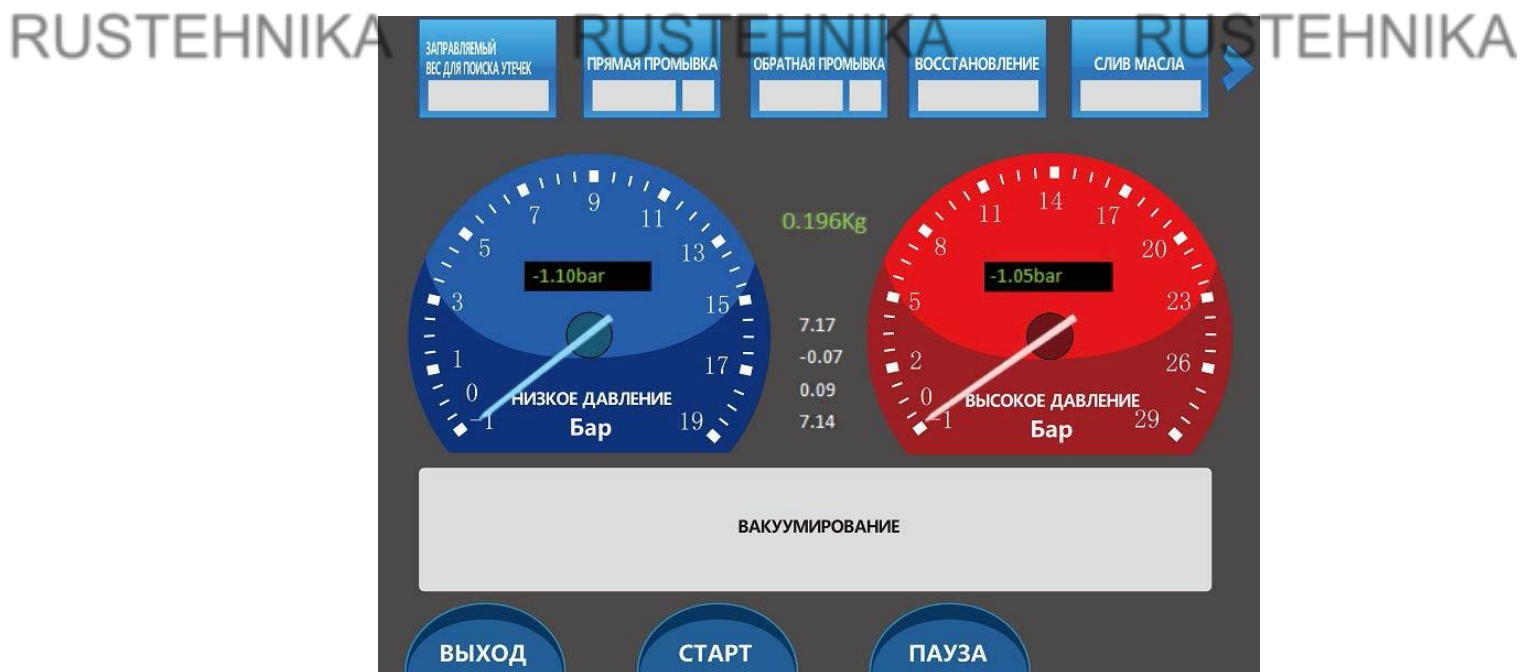 RUSTEHNIKA RUSTEHNIKA RUSTEHNIKA
ЗАПРАВЛЯЕМЫЙ
ВЕС ДЛЯ ПОИСКА УТЕЧЕК
ПРЯМАЯ ПРОМЫВКА
ОБРАТНАЯ ПРОМЫВКА
ВОССТАНОВЛЕНИЕ
СЛИВ МАСЛА
-1
0
1
3
5
7
9
11
13
15
17
19
-1.10bar
НИЗКОЕ ДАВЛЕНИЕ
Бар
0.196Kg
7.17
-0.07
0.09
7.14
-1
0
2
5
8
11
14
17
20
23
26
29
-1.05bar
ВЫСОКОЕ ДАВЛЕНИЕ
Бар
ВАКУУМИРОВАНИЕ
ВЫХОД
СТАРТ
ПАУЗА